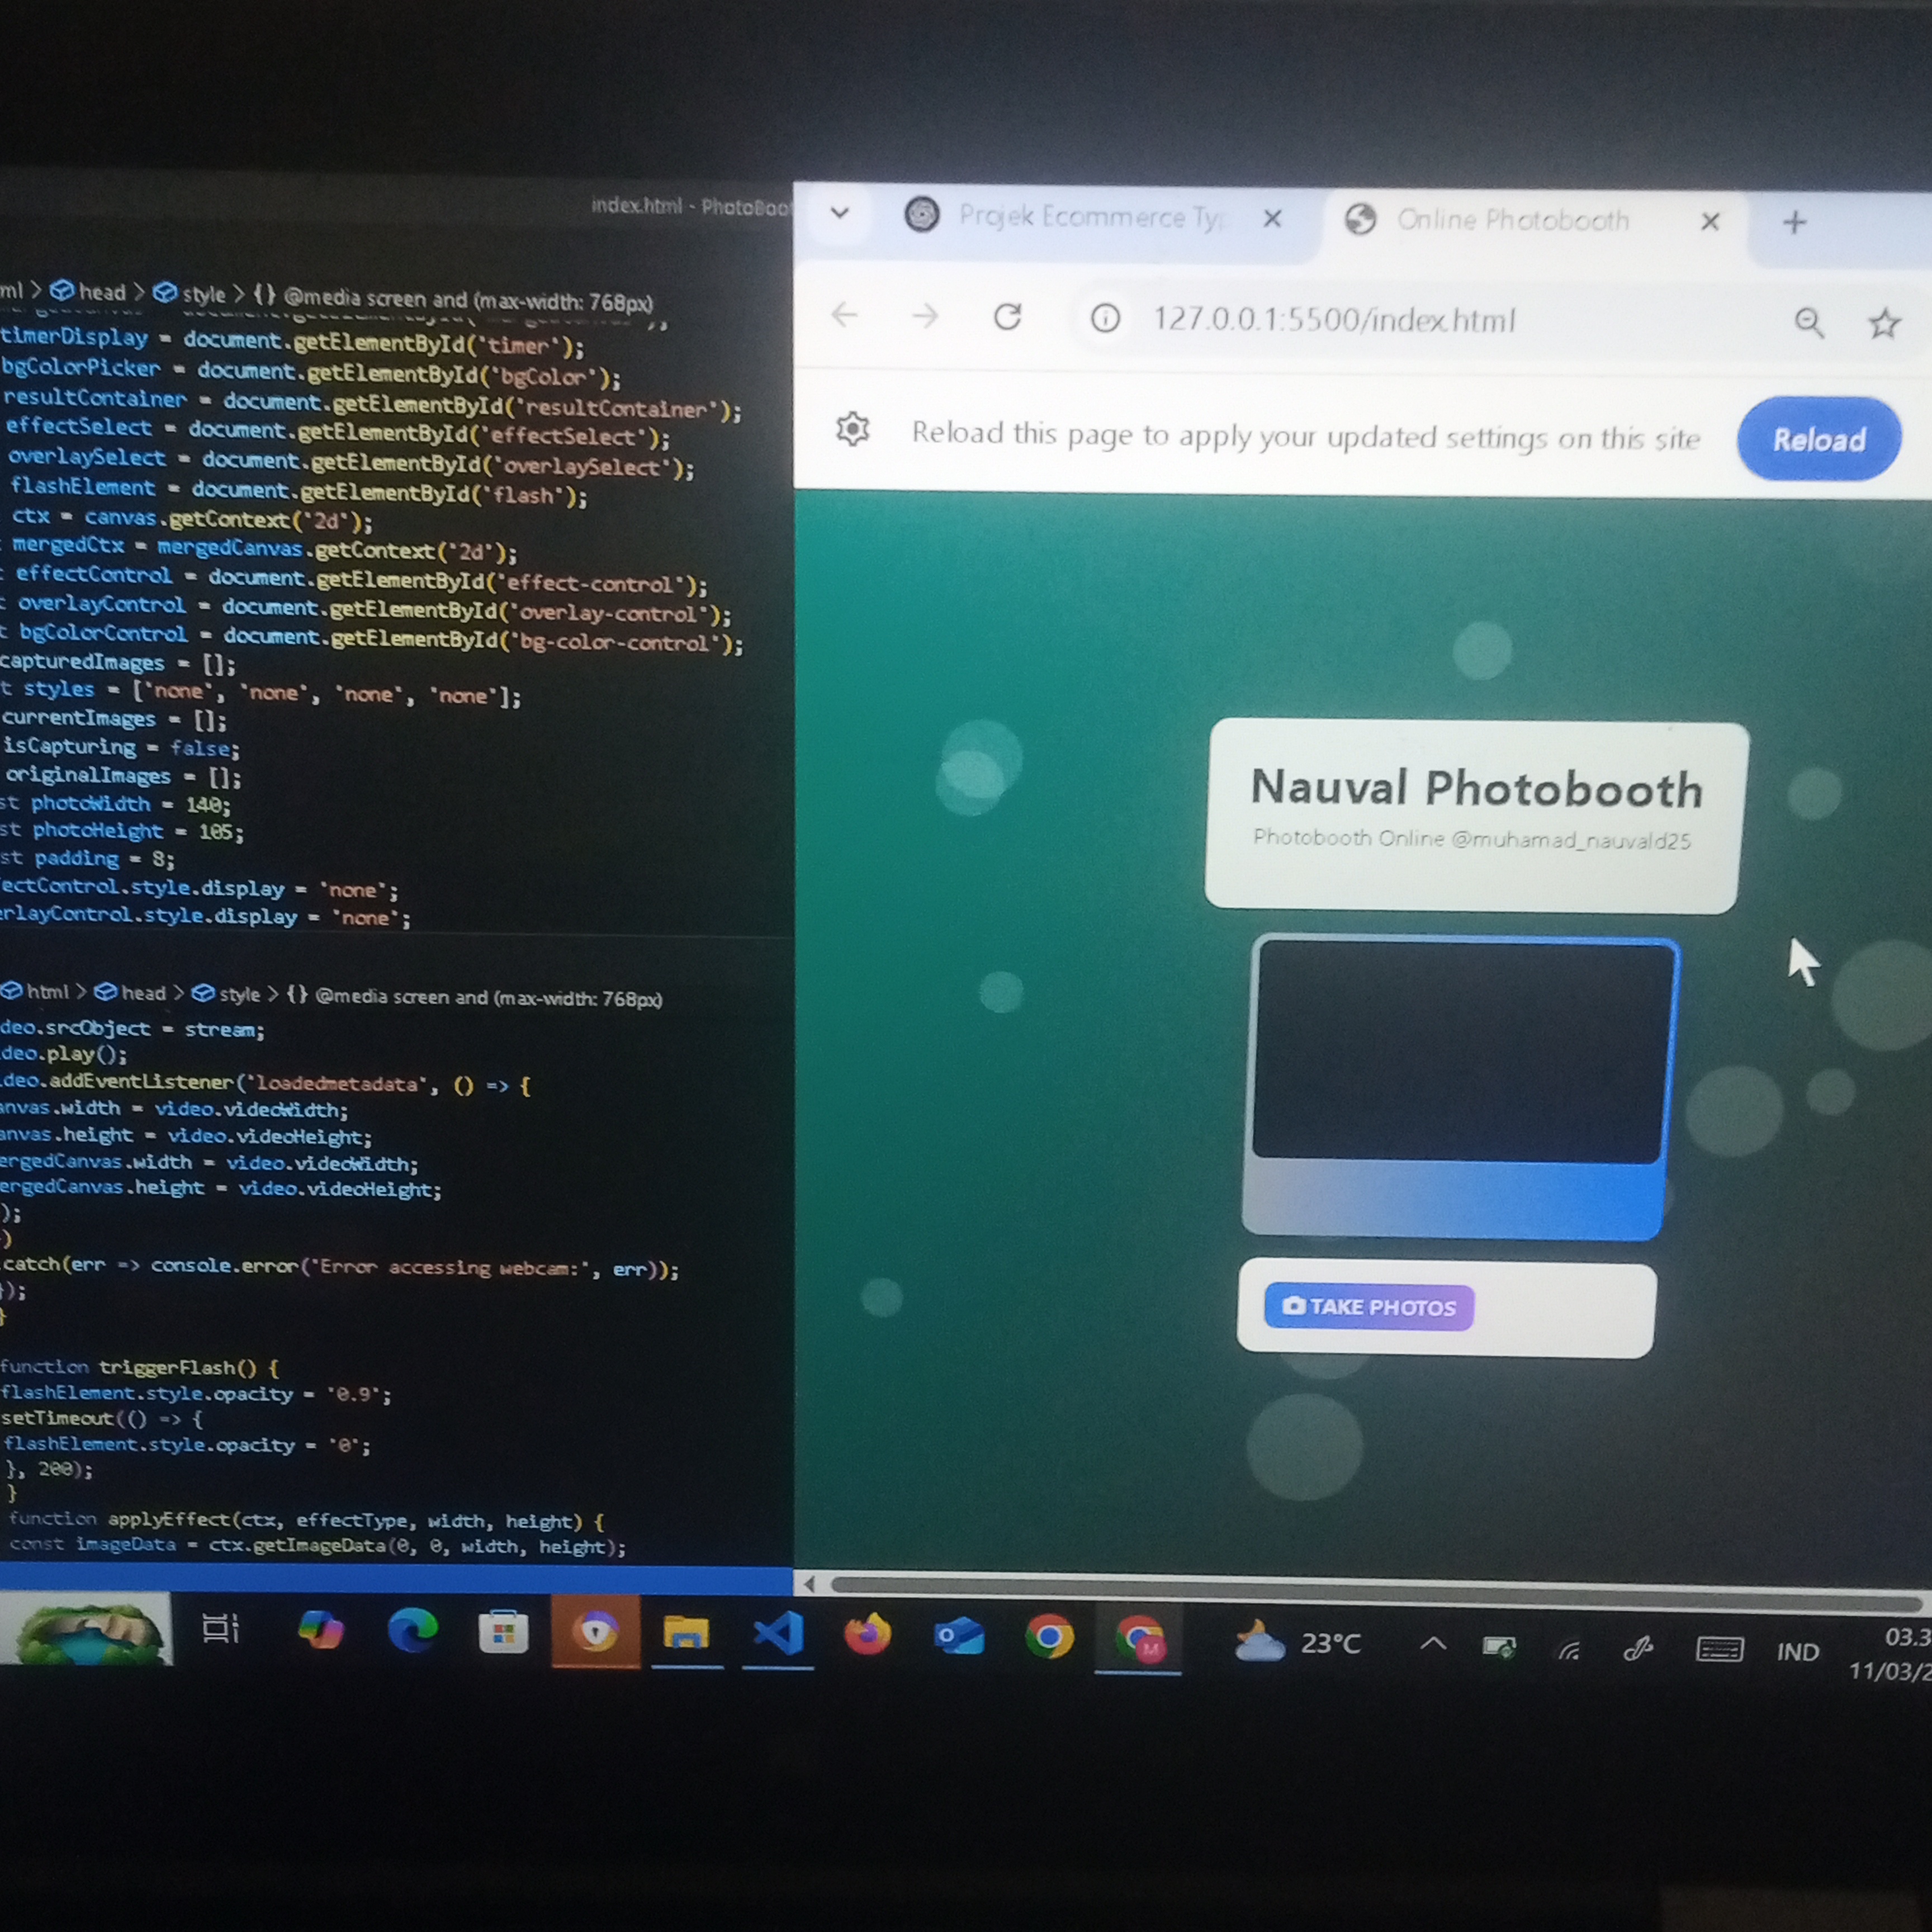 index.html - PhotoBoo
ml > head > style > {} @media screen and (max-width: 768px)
timerDisplay = document.getElementById('timer');
bgColorPicker = document.getElementById('bgColor');
resultContainer = document.getElementById('resultContainer');
effectSelect = document.getElementById('effectSelect');
overlaySelect = document.getElementById('overlaySelect');
flashElement = document.getElementById('flash');
ctx = canvas.getContext('2d');
mergedCtx = mergedCanvas.getContext('2d');
t effectControl = document.getElementById('effect-control');
t overlayControl = document.getElementById('overlay-control');
t bgColorControl = document.getElementById('bg-color-control');
capturedImages = [];
t styles = ['none', 'none', 'none', 'none'];
currentImages = [];
isCapturing = false;
originalImages = [];
st photoWidth = 140;
st photoHeight = 105;
st padding = 8;
ectControl.style.display = 'none';
erlayControl.style.display = 'none';
html > head > style > {} @media screen and (max-width: 768px)
deo.srcObject = stream;
deo.play();
deo.addEventListener('loadedmetadata', () => {
anvas.width = video.videoWidth;
anvas.height = video.videoHeight;
ergedCanvas.width = video.videoWidth;
ergedCanvas.height = video.videoHeight;
);
)
.catch(err => console.error('Error accessing webcam:', err));
});
}
function triggerFlash() {
flashElement.style.opacity = '0.9';
setTimeout(() => {
flashElement.style.opacity = '0';
}, 200);
}
function applyEffect(ctx, effectType, width, height) {
const imageData = ctx.getImageData(0, 0, width, height);
Projek Ecommerce Ty
Online Photobooth
127.0.0.1:5500/index.html
Reload this page to apply your updated settings on this site
Reload
Nauval Photobooth
Photobooth Online @muhamad_nauvald25
TAKE PHOTOS
23°C
IND
03.3
11/03/2